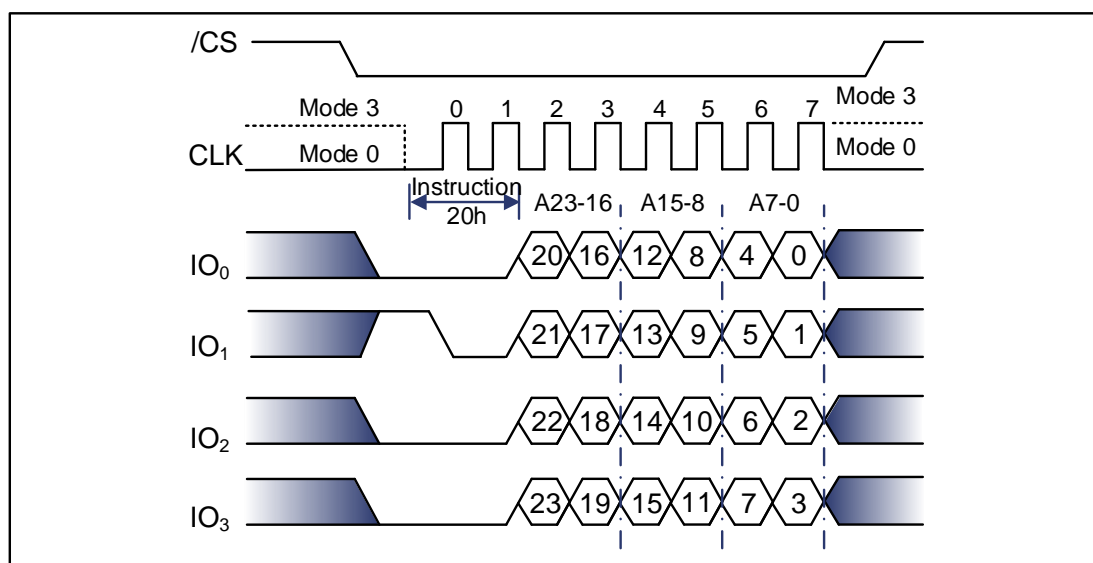 /CS
Mode 3 0 1 2 3 4 5 6 7 Mode 3
CLK Mode 0 Mode 0
Instruction
20h A23-16 A15-8 A7-0
IO0 20 16 12 8 4 0
IO1 21 17 13 9 5 1
IO2 22 18 14 10 6 2
IO3 23 19 15 11 7 3